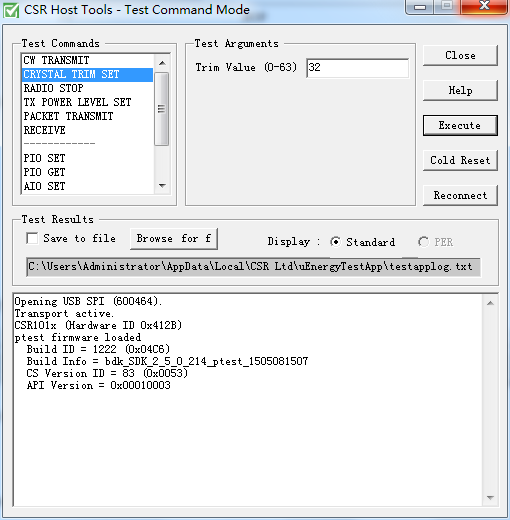 CSR Host Tools - Test Command Mode
Test Commands
CW TRANSMIT
CRYSTAL TRIM SET
RADIO STOP
TX POWER LEVEL SET
PACKET TRANSMIT
RECEIVE
------------
PIO SET
PIO GET
AIO SET
Test Arguments
Trim Value (0-63) 32
Close
Help
Execute
Cold Reset
Reconnect
Test Results
Save to file
Browse for f
Display :
Standard
PER
C:\Users\Administrator\AppData\Local\CSR Ltd\uEnergyTestApp\testapplog.txt
Opening USB SPI (600464).
Transport active.
CSR101x (Hardware ID 0x412B)
ptest firmware loaded
Build ID = 1222 (0x04C6)
Build Info = bdk_SDK_2_5_0_214_ptest_1505081507
CS Version ID = 83 (0x0053)
API Version = 0x00010003